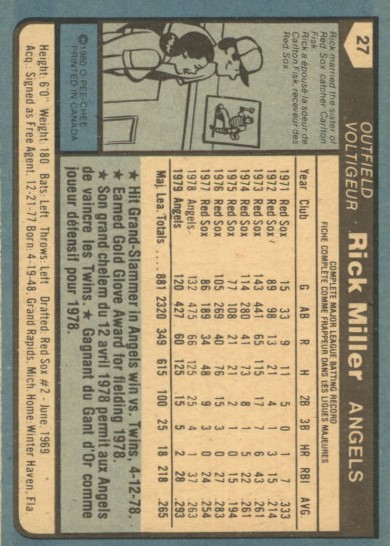 27
OUTFIELD
VOLTIGEUR
Rick Miller ANGELS
COMPLETE MAJOR LEAGUE BATTING RECORD
FICHE COMPLÈTE COMME FRAPPEUR DANS LES LIGUES MAJEURES
Year Club G AB R H 2B 3B HR RBI AVG
1971 Red Sox 15 33 9 11 5 0 1 7 .333
1972 Red Sox 89 98 13 21 4 1 3 15 .214
1973 Red Sox 143 441 65 115 17 7 6 43 .261
1974 Red Sox 114 280 41 73 8 1 5 22 .261
1975 Red Sox 77 108 21 21 2 1 0 15 .194
1976 Red Sox 105 269 40 76 15 3 0 27 .283
1977 Red Sox 86 189 34 48 9 3 0 24 .254
1978 Angels 132 475 66 125 25 4 1 37 .263
1979 Angels 120 427 60 125 15 5 2 28 .293
Maj. Lea. Totals 881 2320 349 615 100 25 18 218 .265
★ Hit Grand-Slammer in Angels win vs. Twins, 4-12-78.
★ Earned Gold Glove Award for fielding 1978.
★ Son grand chelem du 12 avril 1978 permit aux Angels
de vaincre les Twins. ★ Gagnant du Gant d'Or comme
joueur défensif pour 1978.
Rick married the sister of
Red Sox catcher Carlton
Fisk.
Rick a épousé la soeur de
Carlton Fisk, receveur des
Red Sox.
©1980 O-PEE-CHEE
PRINTED IN CANADA
Height: 6'0" Weight: 180 Bats: Left Throws: Left Drafted: Red Sox #2 - June, 1969
Acq: Signed as Free Agent, 12-21-77 Born: 4-19-48, Grand Rapids, Mich. Home: Winter Haven, Fla.